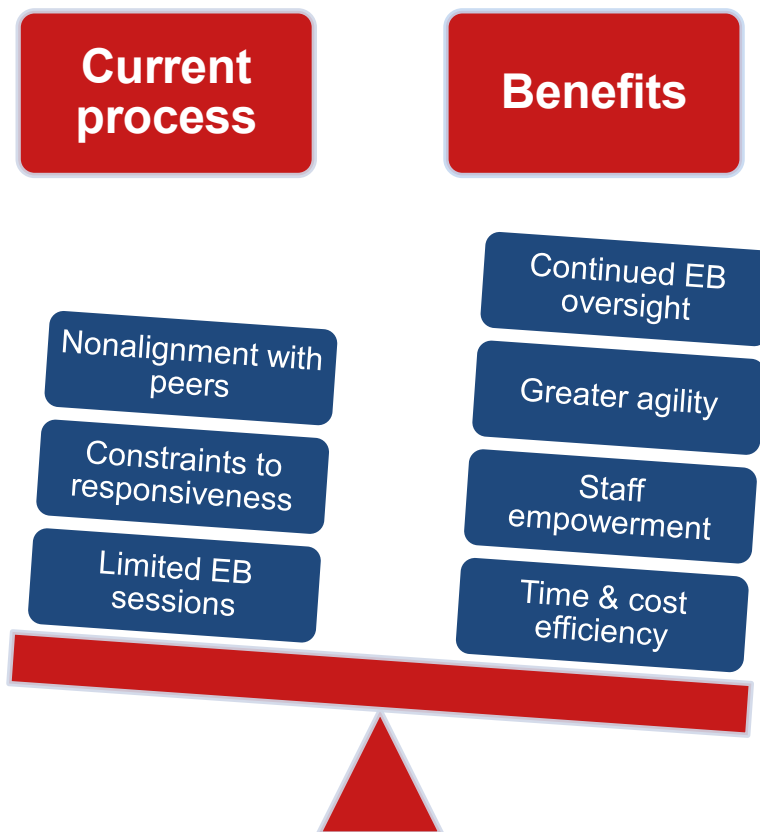 Current
process
Benefits
Nonalignment with
peers
Constraints to
responsiveness
Limited EB
sessions
Continued EB
oversight
Greater agility
Staff
empowerment
Time & cost
efficiency